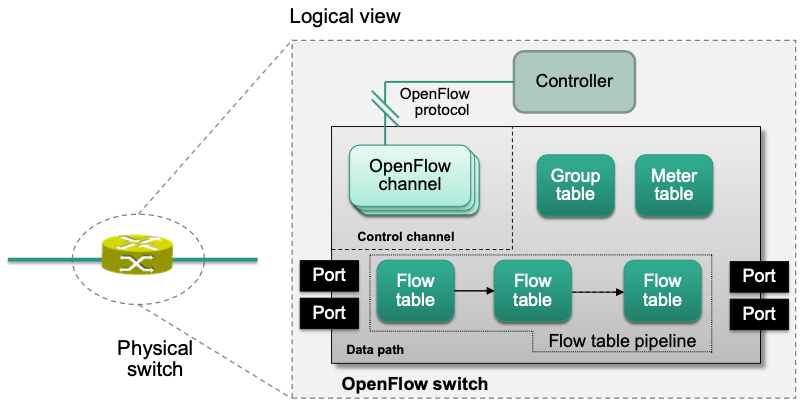 Logical view
Controller
OpenFlow
protocol
OpenFlow
channel
Group
table
Meter
table
Control channel
Port
Flow
table
Flow
table
Flow
table
Port
Port
Port
Flow table pipeline
Data path
Physical
switch
OpenFlow switch